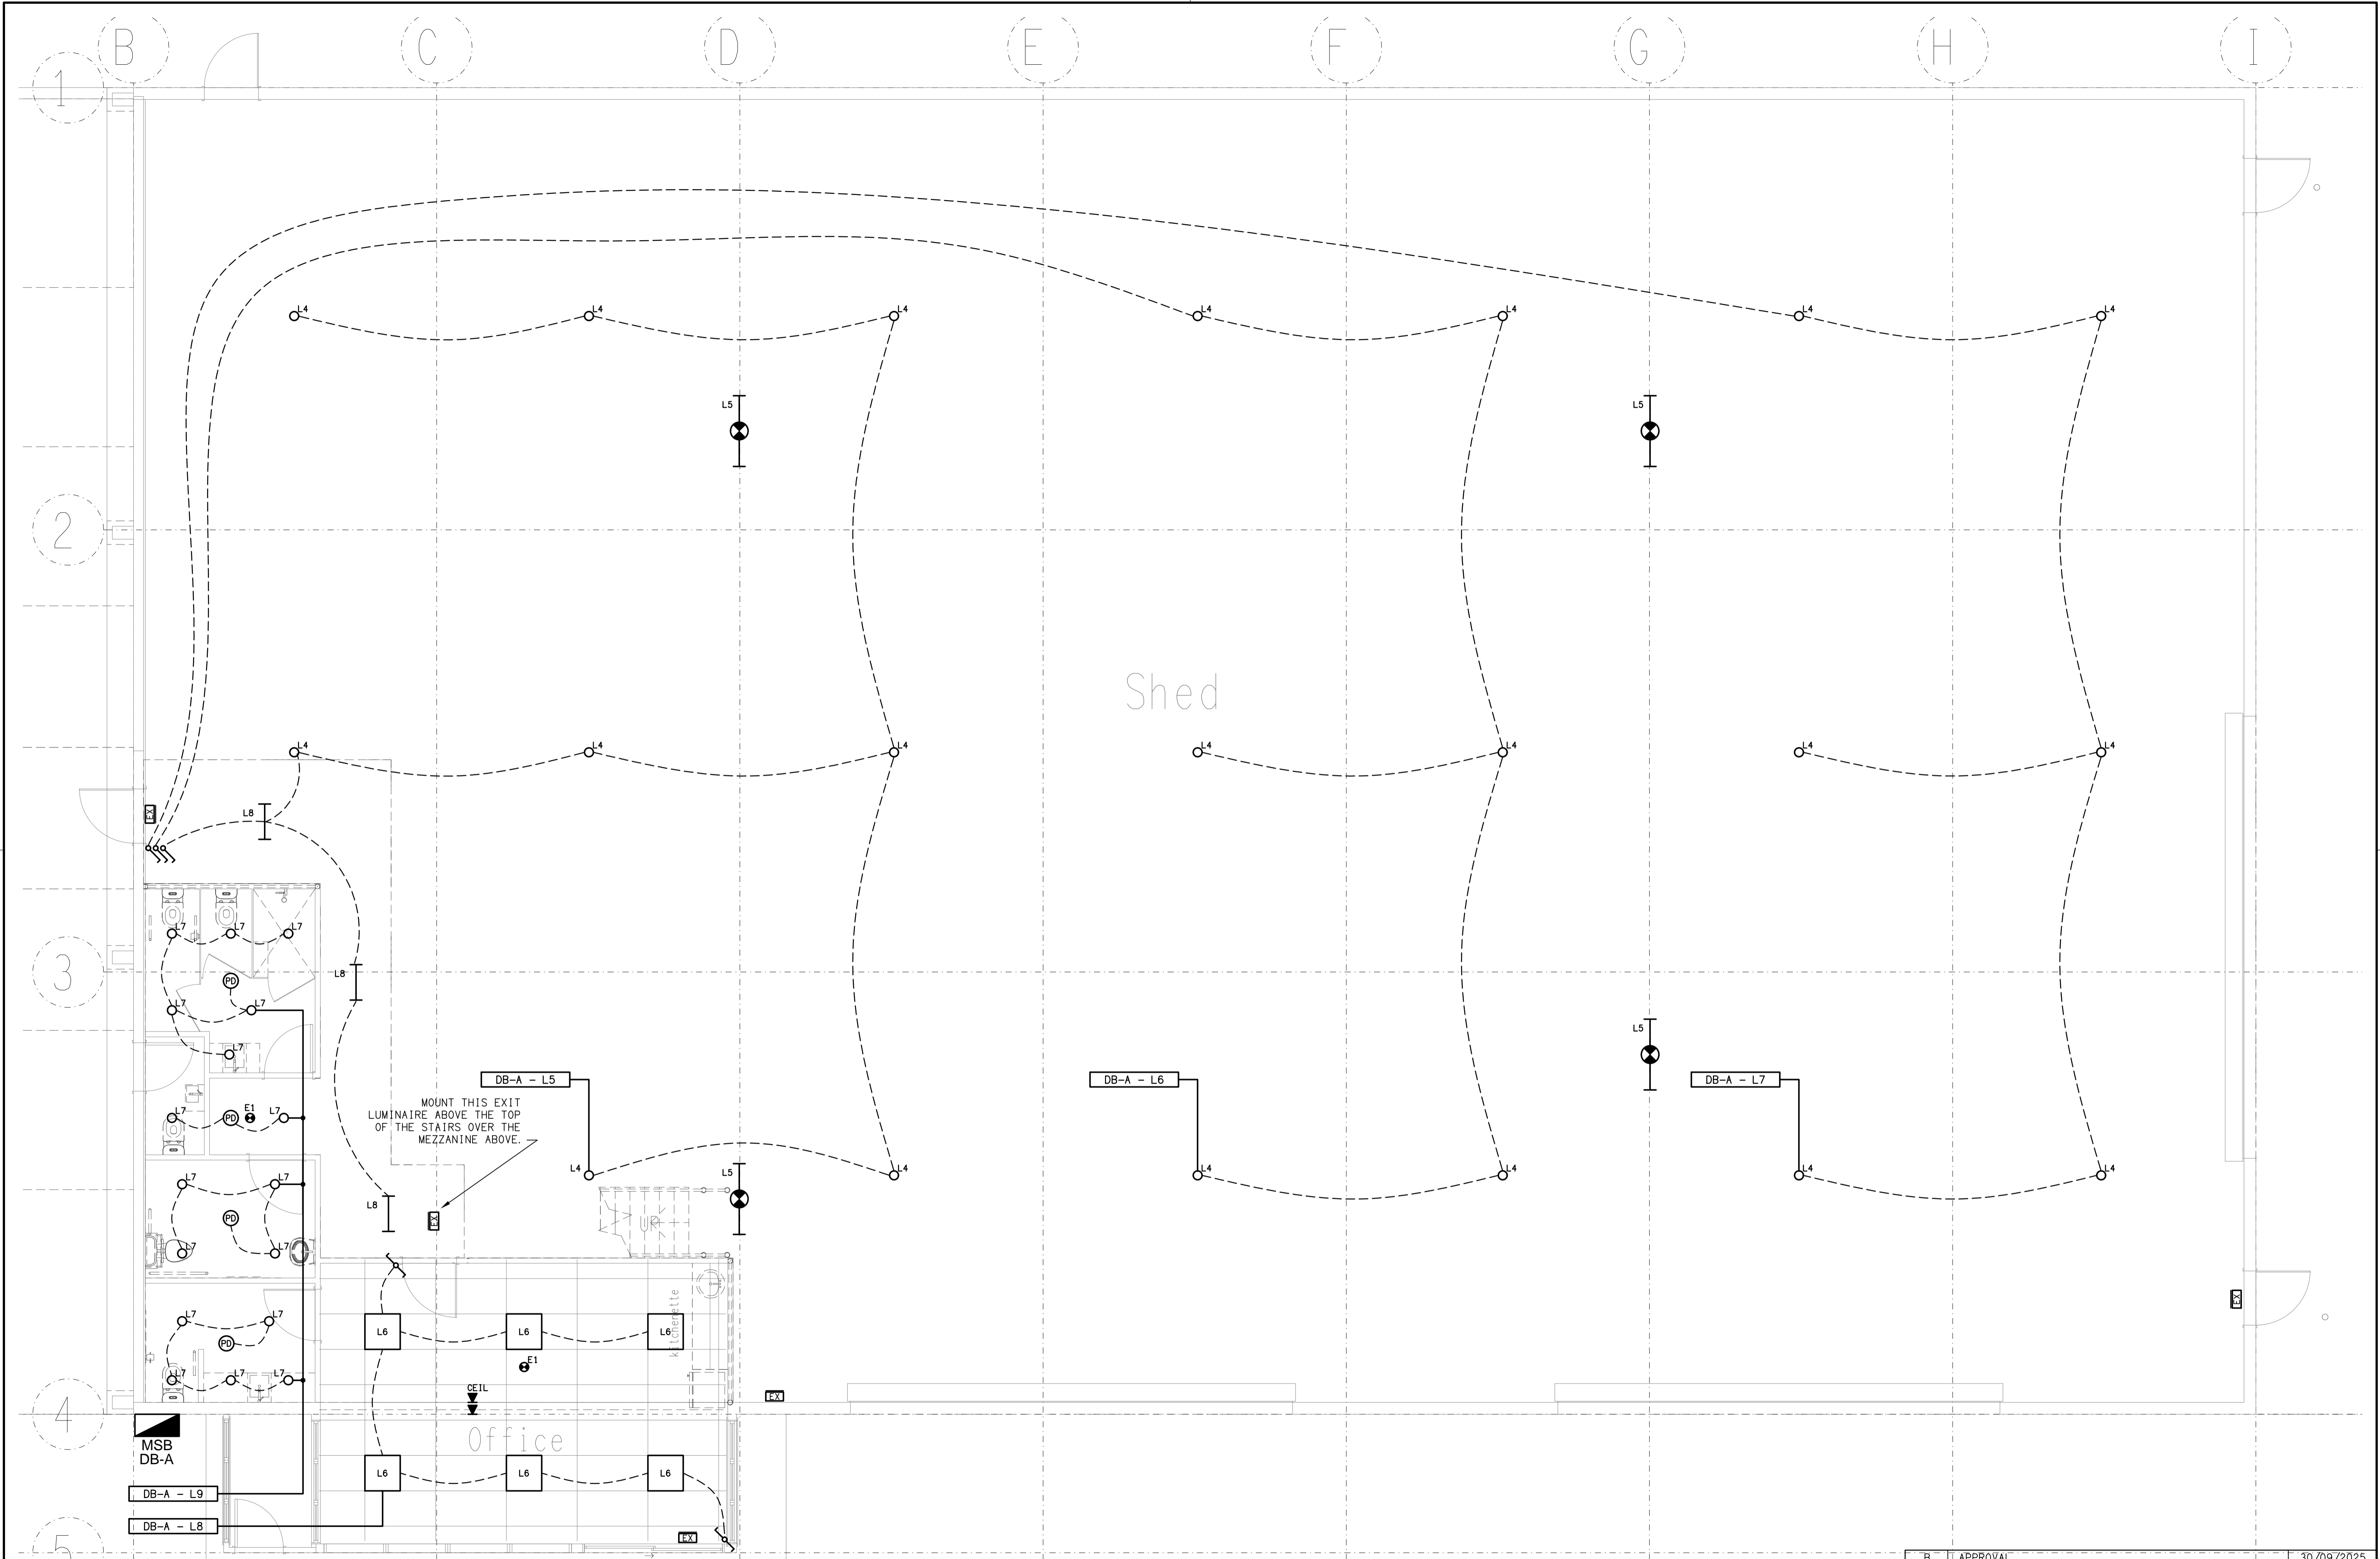 B C D E F G H I
1
L4 L4 L4 L4 L4 L4 L4
L5 L5
2
Shed
L4 L4 L4 L4 L4 L4 L4
EX
L8
L7 L7 L7
L8
3
PD
L7 L7
L5
L7
DB-A - L5
DB-A - L6
DB-A - L7
MOUNT THIS EXIT
LUMINAIRE ABOVE THE TOP
OF THE STAIRS OVER THE
MEZZANINE ABOVE.
L7 PD E1 L7
L4 L5
L4 L4 L4 L4 L4
L7 L7
L8
EX
UP
PD
L7 L7
kitchenette
EX
L7 L7
L6 L6 L6
PD
E1
L7 L7 L7
CEIL
EX
4
MSB
DB-A
Office
L6 L6 L6
DB-A - L9
DB-A - L8
EX
5
B APPROVAL 30/09/2025